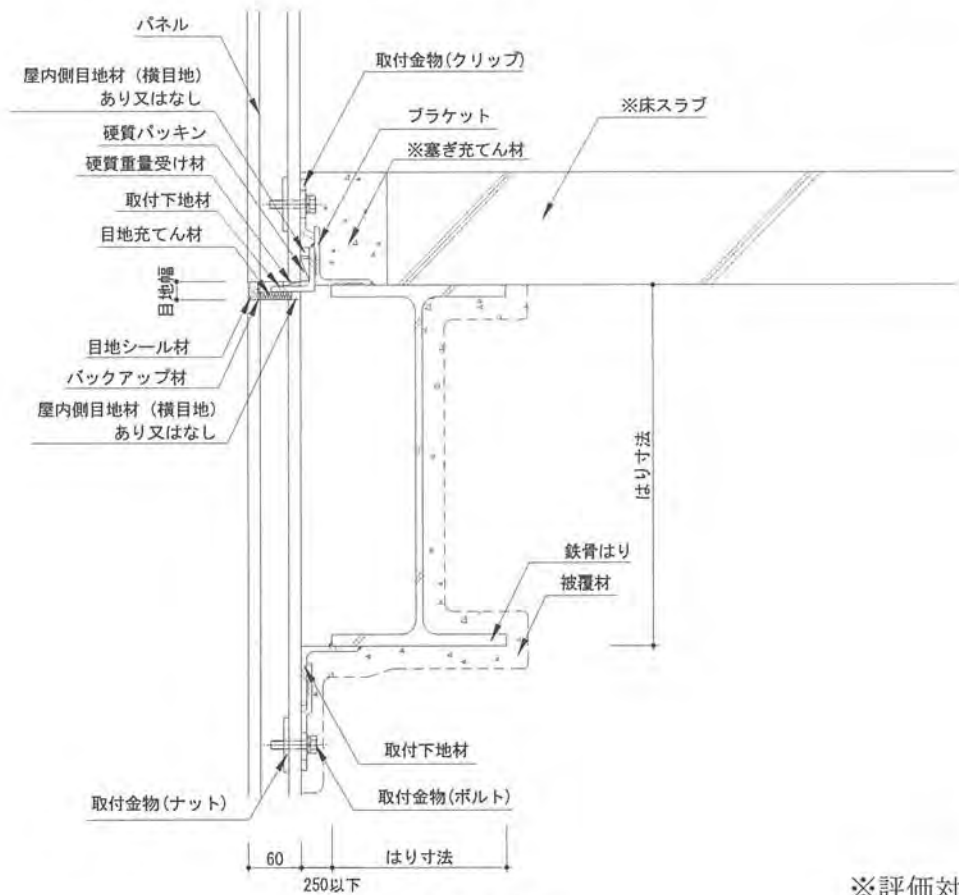 パネル
屋内側目地材（横目地）
あり又はなし
硬質パッキン
硬質重量受け材
取付下地材
目地充てん材
目地幅
目地シール材
バックアップ材
屋内側目地材（横目地）
あり又はなし
取付金物(クリップ)
ブラケット
※塞ぎ充てん材
※床スラブ
はり寸法
鉄骨はり
被覆材
取付下地材
取付金物(ナット)
取付金物(ボルト)
60
はり寸法
250以下
※評価対